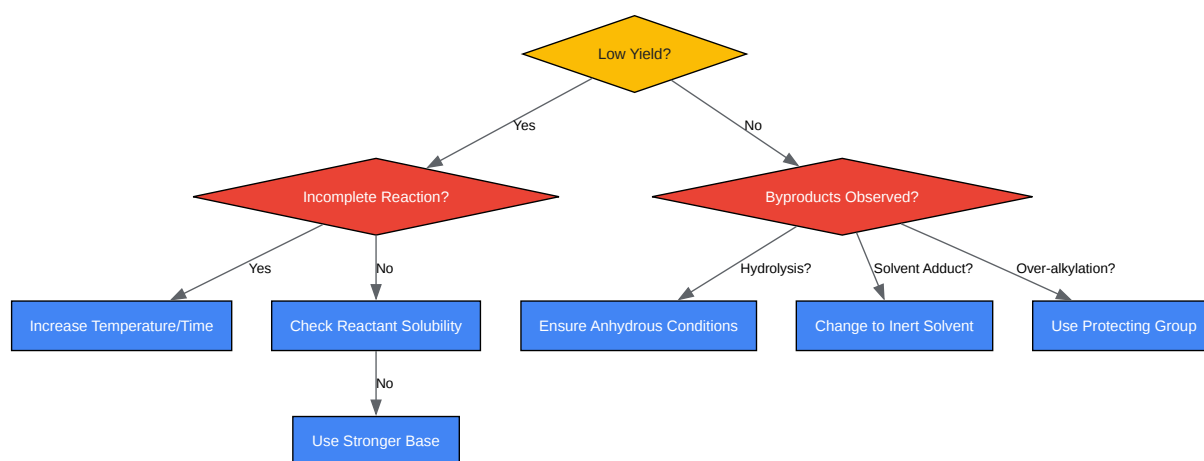 Low Yield?
Yes
No
Incomplete Reaction?
Byproducts Observed?
Yes
No
Hydrolysis?
Solvent Adduct?
Over-alkylation?
Increase Temperature/Time
Check Reactant Solubility
Ensure Anhydrous Conditions
Change to Inert Solvent
Use Protecting Group
No
Use Stronger Base